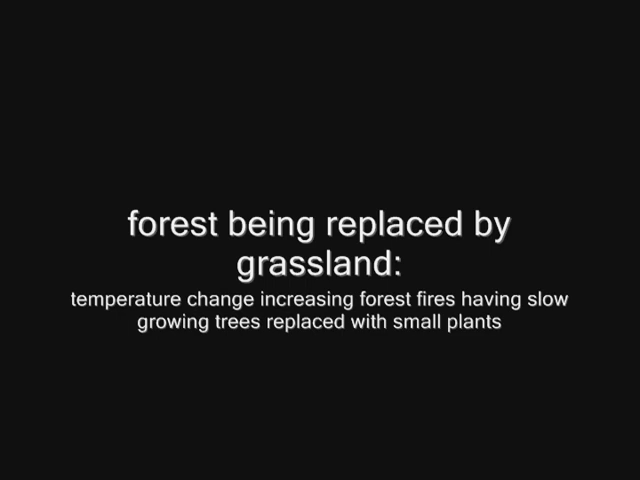 forest being replaced by
grassland:
temperature change increasing forest fires having slow
growing trees replaced with small plants